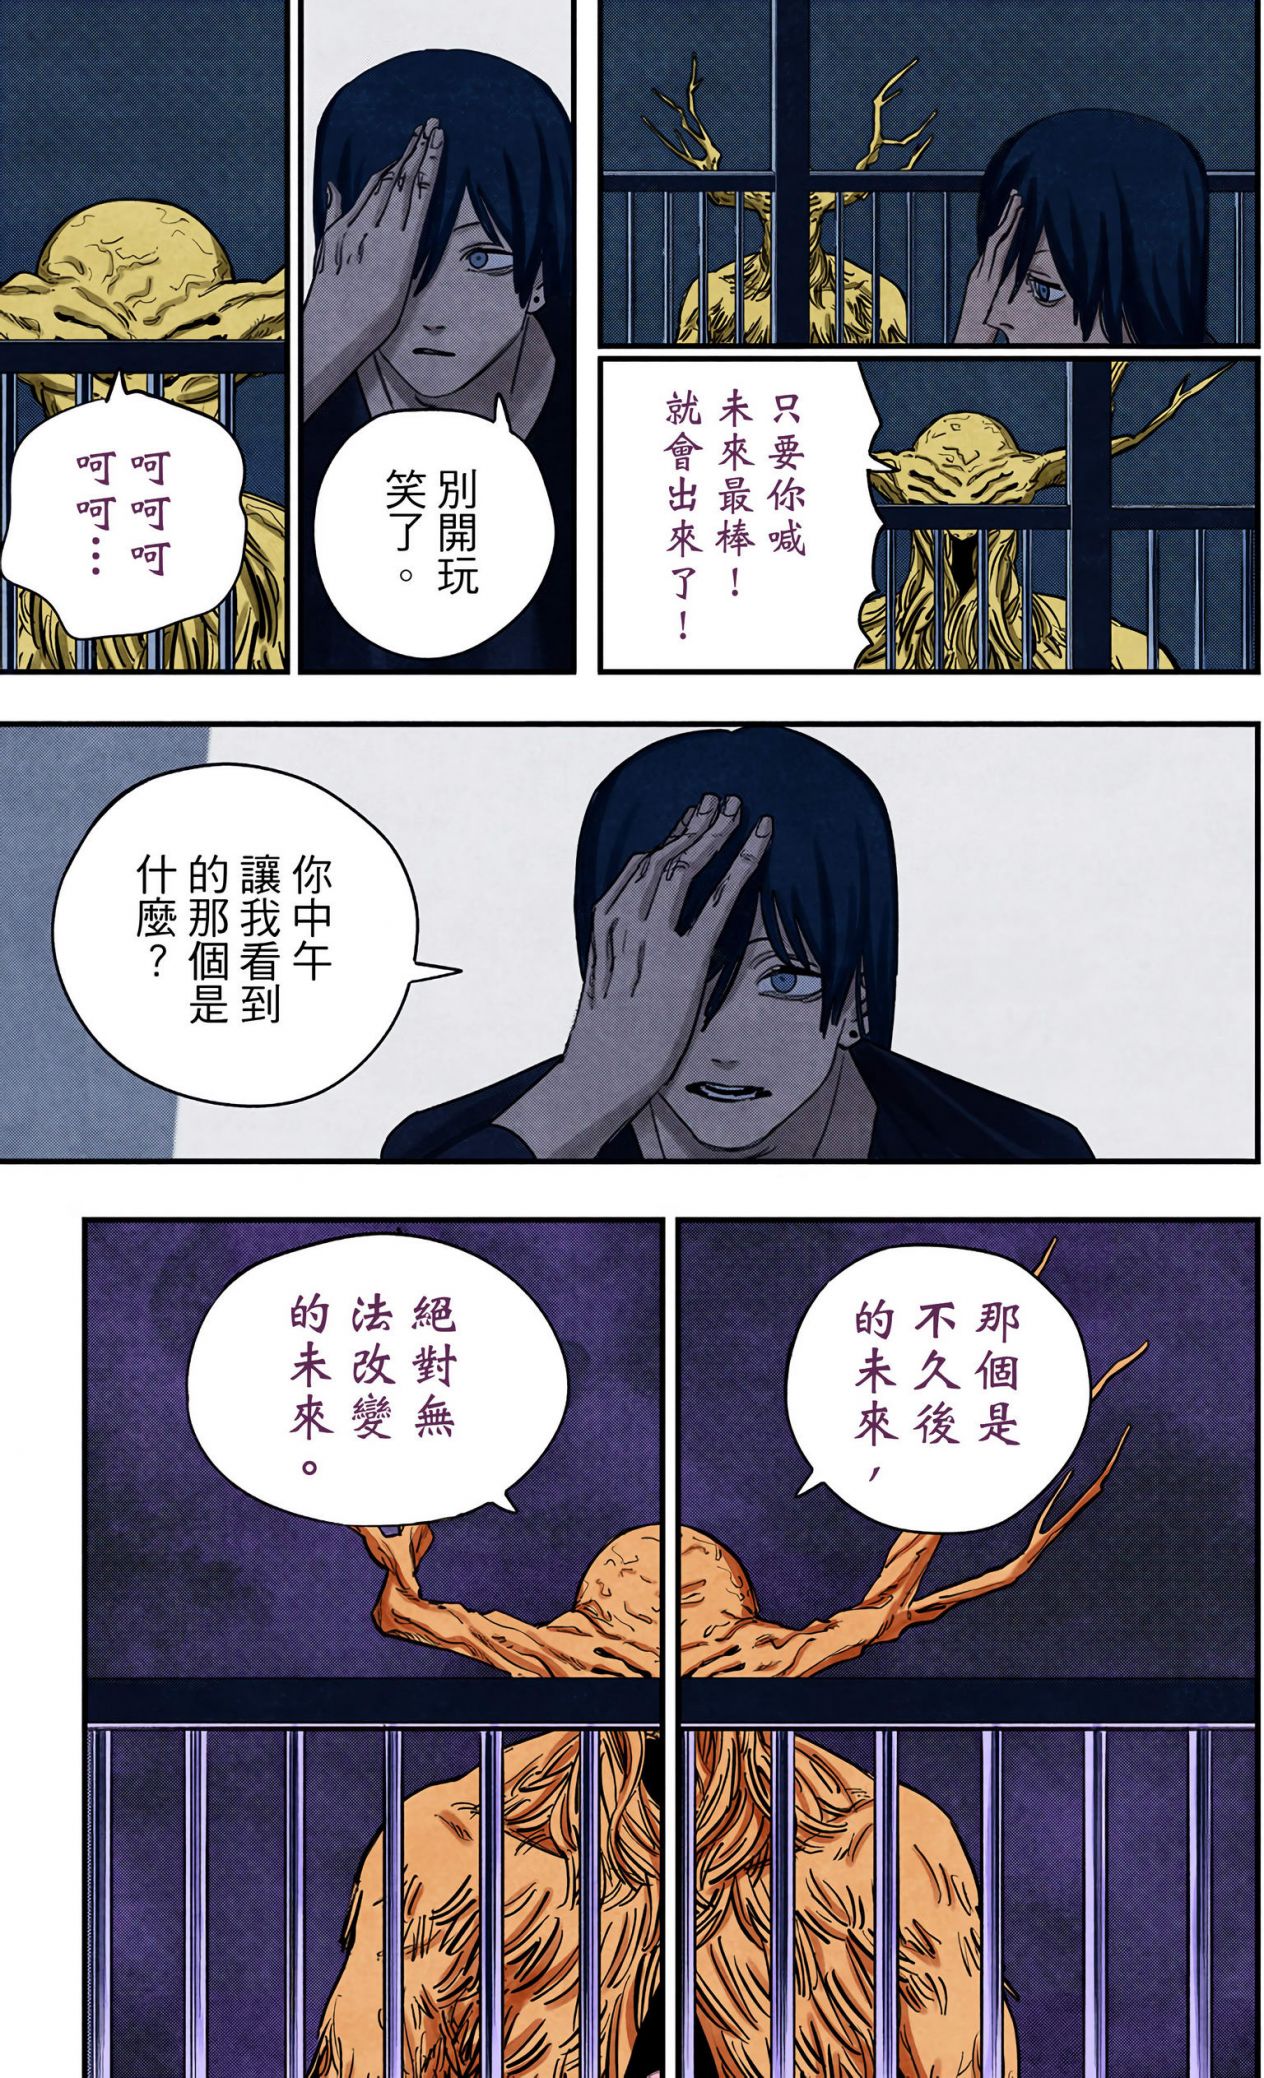 只要你喊
未來最棒！
就會出來了！
別開玩
笑了。
呵呵呵
呵呵…
你中午
讓我看到
的那個是
什麼？
那個是
不久後
的未來，
絕對無
法改變
的未來。